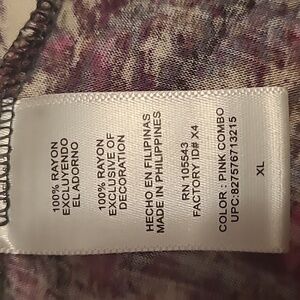 100% RAYON
EXCLUYENDO
EL ADORNO
100% RAYON
EXCLUSIVE OF
DECORATION
HECHO EN FILIPINAS
MADE IN PHILIPPINES
RN 105543
FACTORY ID# X4
COLOR : PINK COMBO
UPC:827576713215
XL